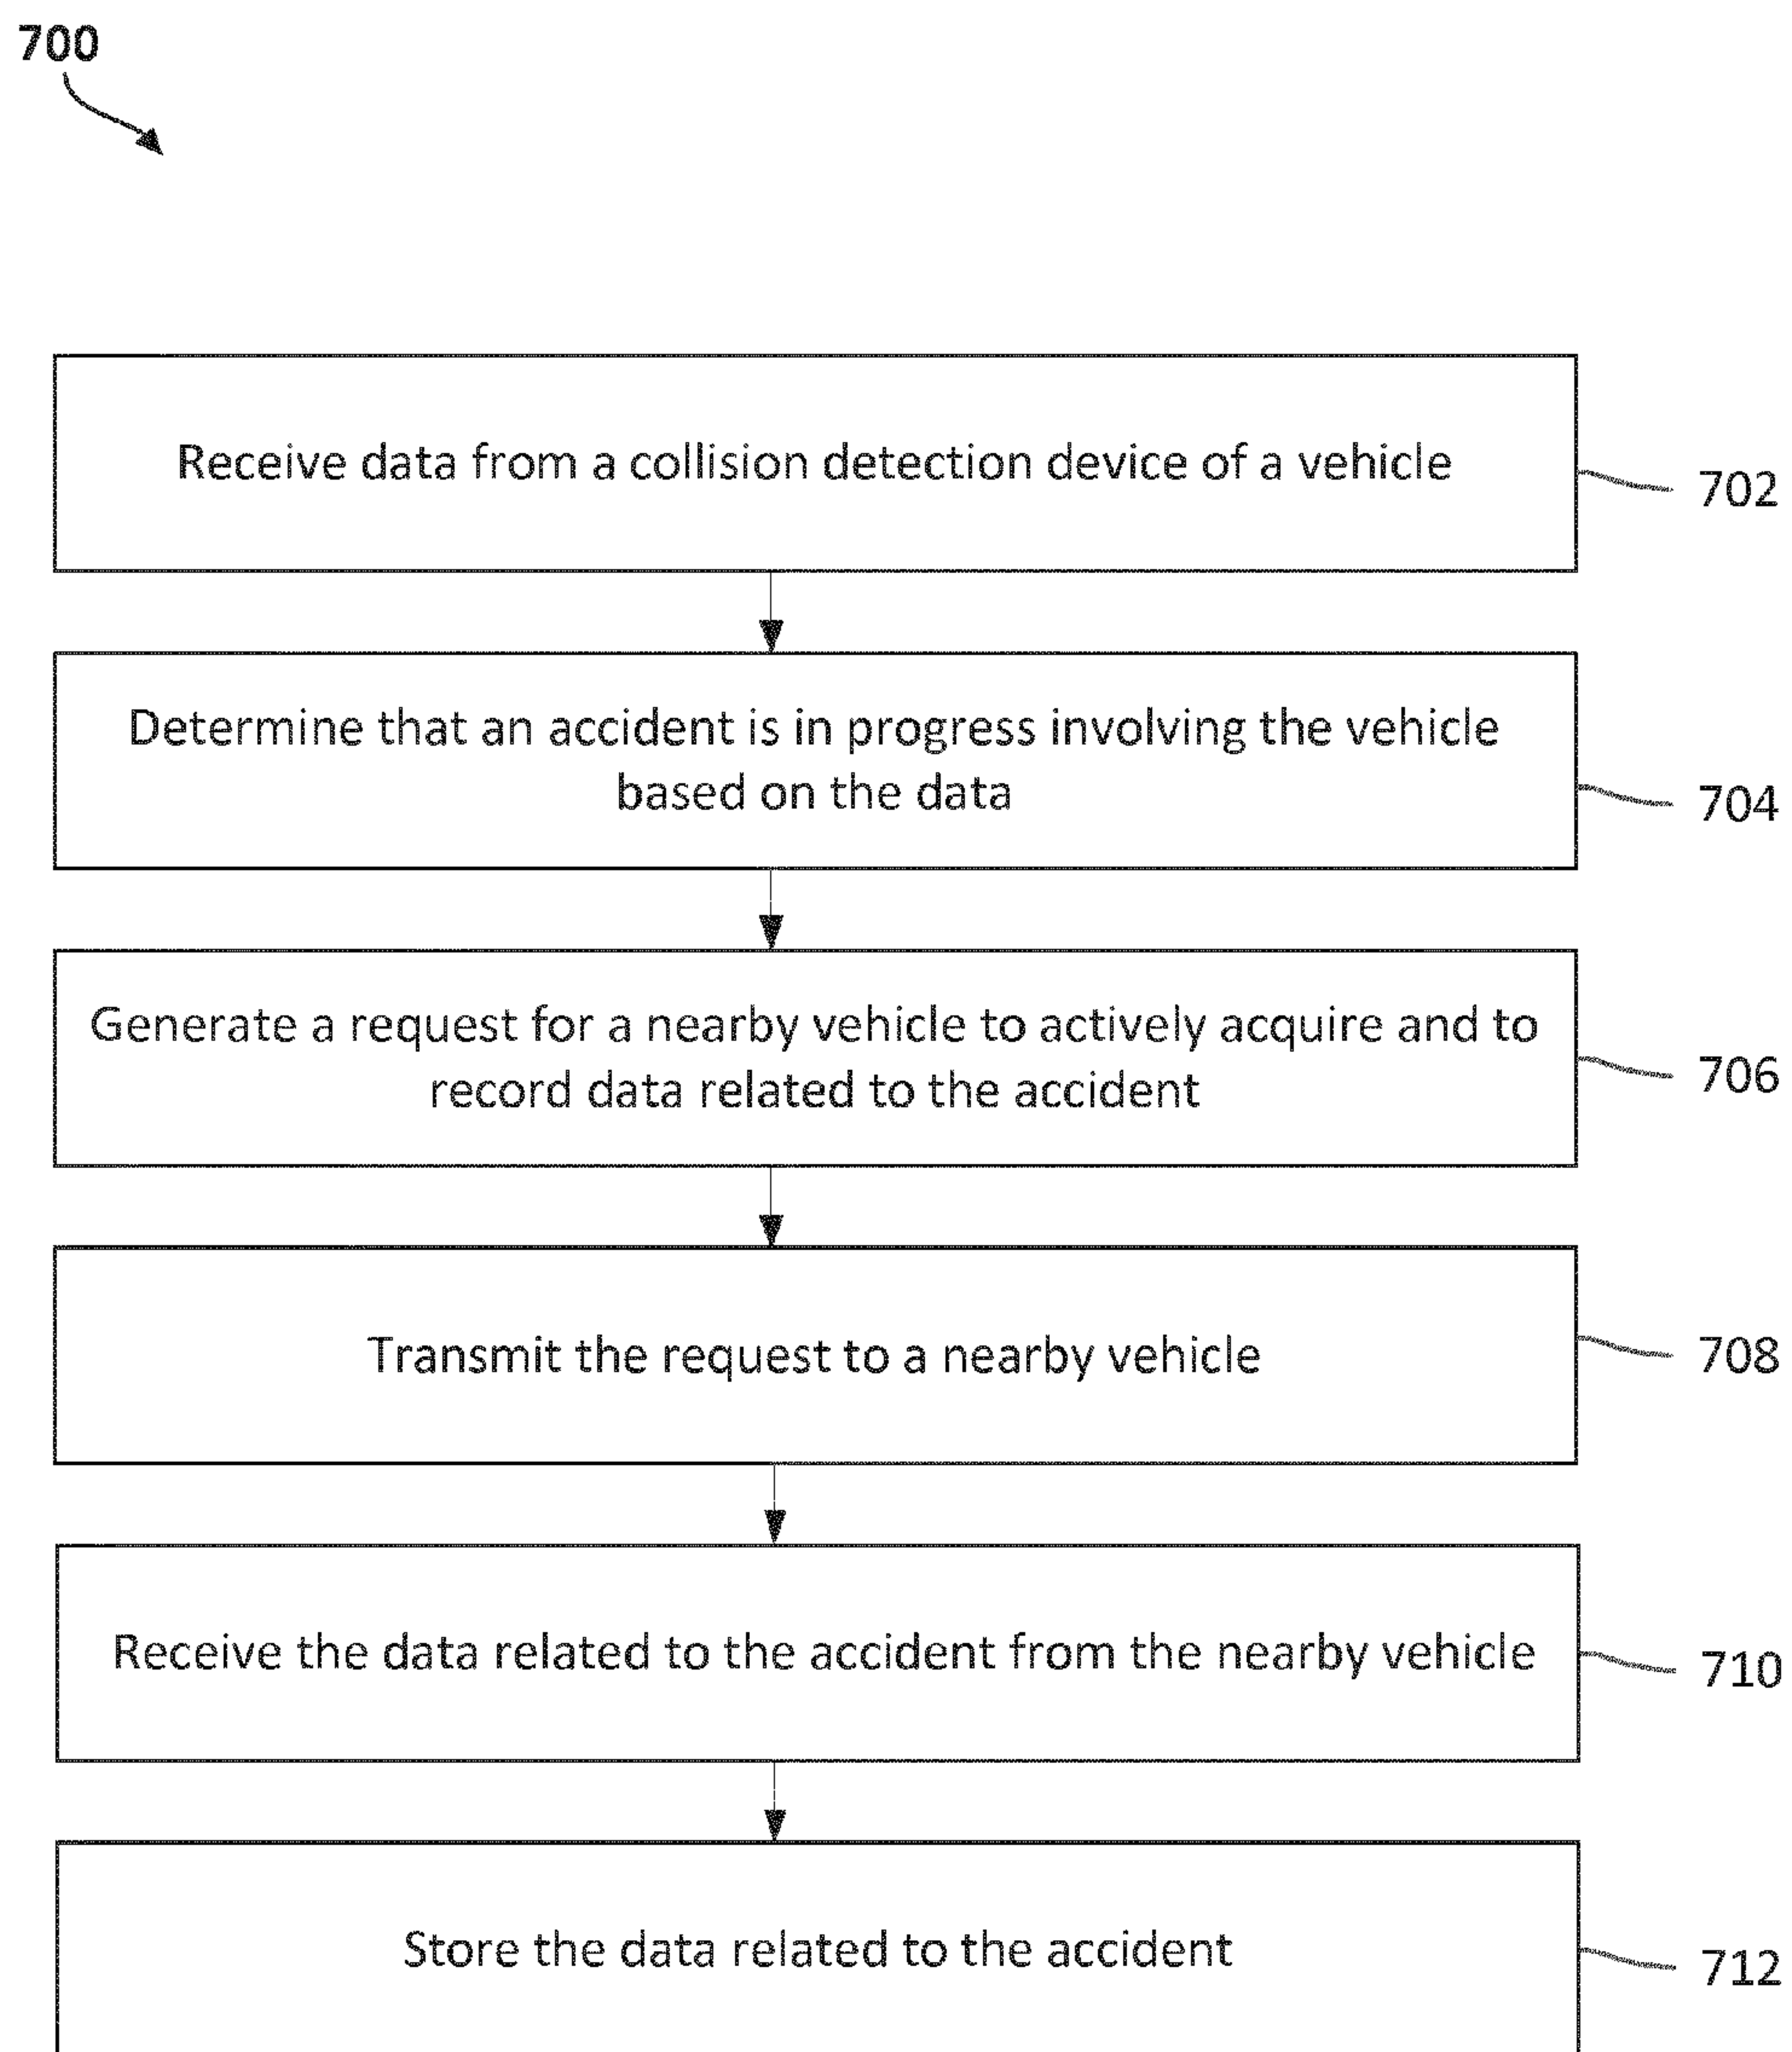 700
Receive data from a collision detection device of a vehicle
702
Determine that an accident is in progress involving the vehicle
based on the data
704
Generate a request for a nearby vehicle to actively acquire and to
record data related to the accident
706
Transmit the request to a nearby vehicle
708
Receive the data related to the accident from the nearby vehicle
710
Store the data related to the accident
712